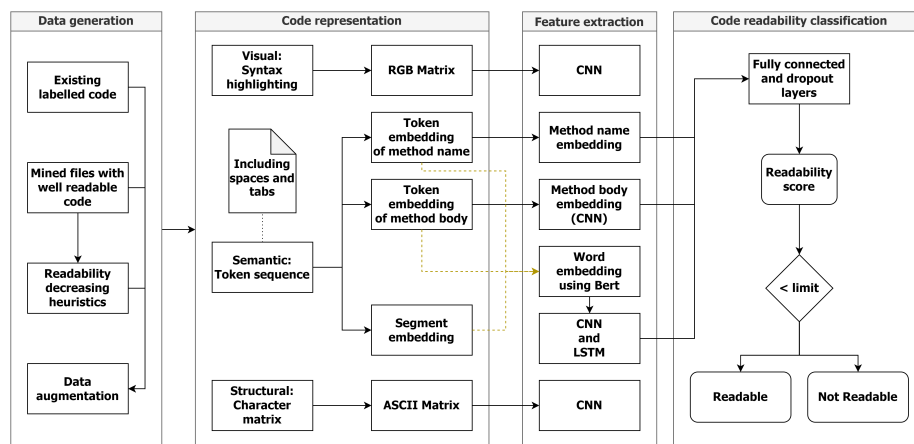 Data generation
Existing
labelled code
Mined files with
well readable
code
Readability
decreasing
heuristics
Data
augmentation
Code representation
Visual:
Syntax
highlighting
RGB Matrix
Including
spaces and
tabs
Token
embedding
of method name
Token
embedding
of method body
Semantic:
Token sequence
Segment
embedding
Structural:
Character
matrix
ASCII Matrix
Feature extraction
CNN
Method name
embedding
Method body
embedding
(CNN)
Word
embedding
using Bert
CNN
and
LSTM
CNN
Code readability classification
Fully connected
and dropout
layers
Readability
score
< limit
Readable
Not Readable